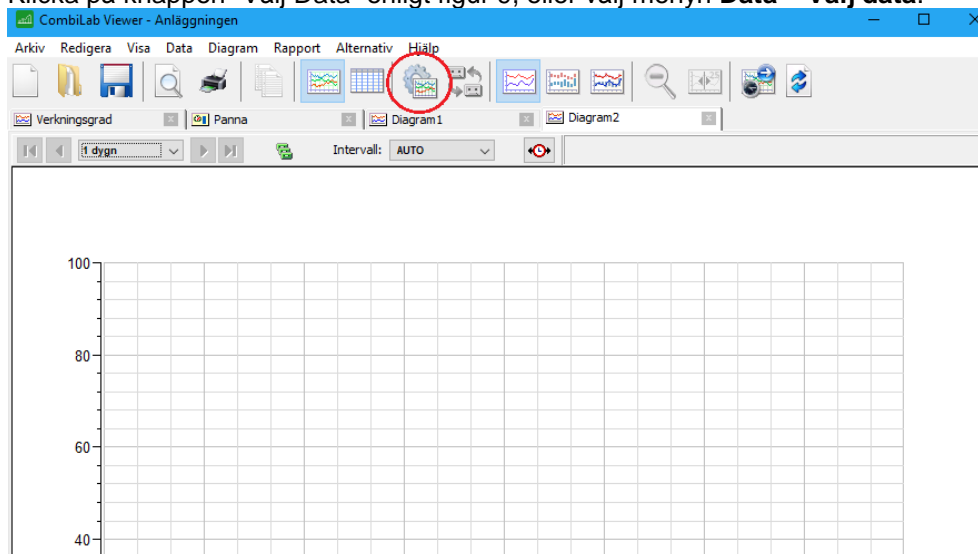 Klicka på knappen "Välj Data" enligt figur 6, eller välj menyn Data – Välj data.
CombiLab Viewer - Anläggningen
Arkiv Redigera Visa Data Diagram Rapport Alternativ Hjälp
Verkningsgrad Panna Diagram1 Diagram2
1 dygn Intervall: AUTO
100
80
60
40